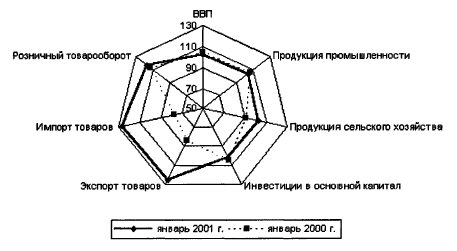 ВВП
130
110
90
70
50
Розничный товарооборот
Продукция промышленности
Импорт товаров
Продукция сельского хозяйства
Экспорт товаров
Инвестиции в основной капитал
январь 2001 г.
январь 2000 г.